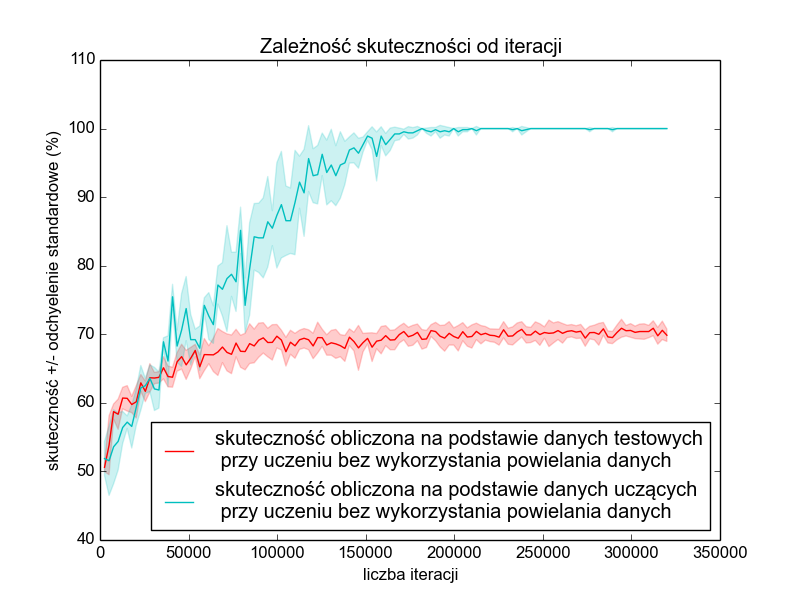 Zależność skuteczności od iteracji
skuteczność +/- odchyelenie standardowe (%)
110
100
90
80
70
60
50
40
skuteczność obliczona na podstawie danych testowych
przy uczeniu bez wykorzystania powielania danych
skuteczność obliczona na podstawie danych uczących
przy uczeniu bez wykorzystania powielania danych
0 50000 100000 150000 200000 250000 300000 350000
liczba iteracji